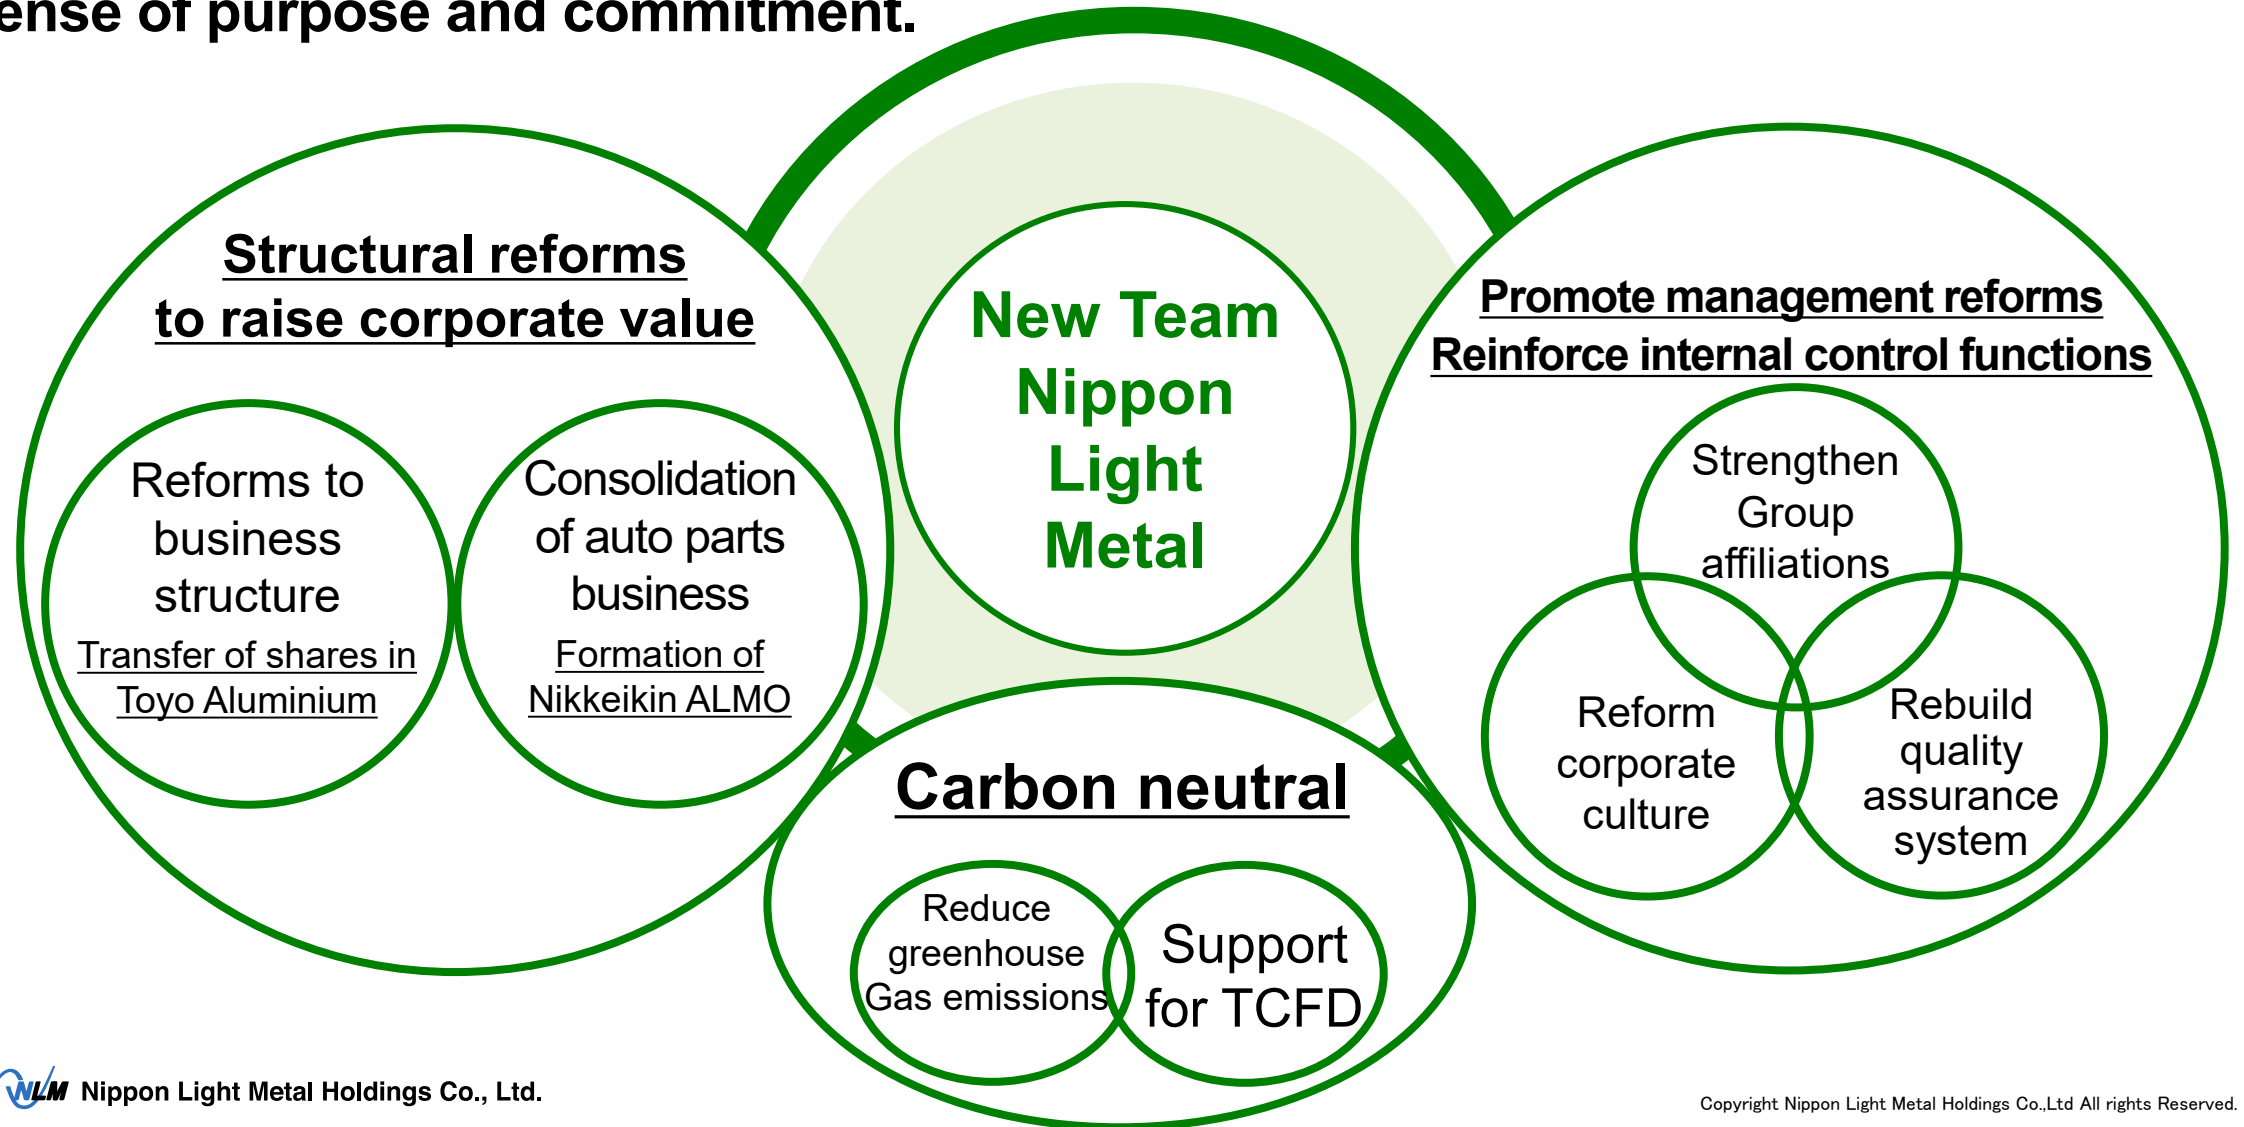 ense of purpose and commitment.
Structural reforms
to raise corporate value
Reforms to
business
structure
Transfer of shares in
Toyo Aluminium
Consolidation
of auto parts
business
Formation of
Nikkeikin ALMO
New Team
Nippon
Light
Metal
Promote management reforms
Reinforce internal control functions
Strengthen
Group
affiliations
Reform
corporate
culture
Rebuild
quality
assurance
system
Carbon neutral
Reduce
greenhouse
Gas emissions
Support
for TCFD
NLM Nippon Light Metal Holdings Co., Ltd.
Copyright Nippon Light Metal Holdings Co.,Ltd All rights Reserved.